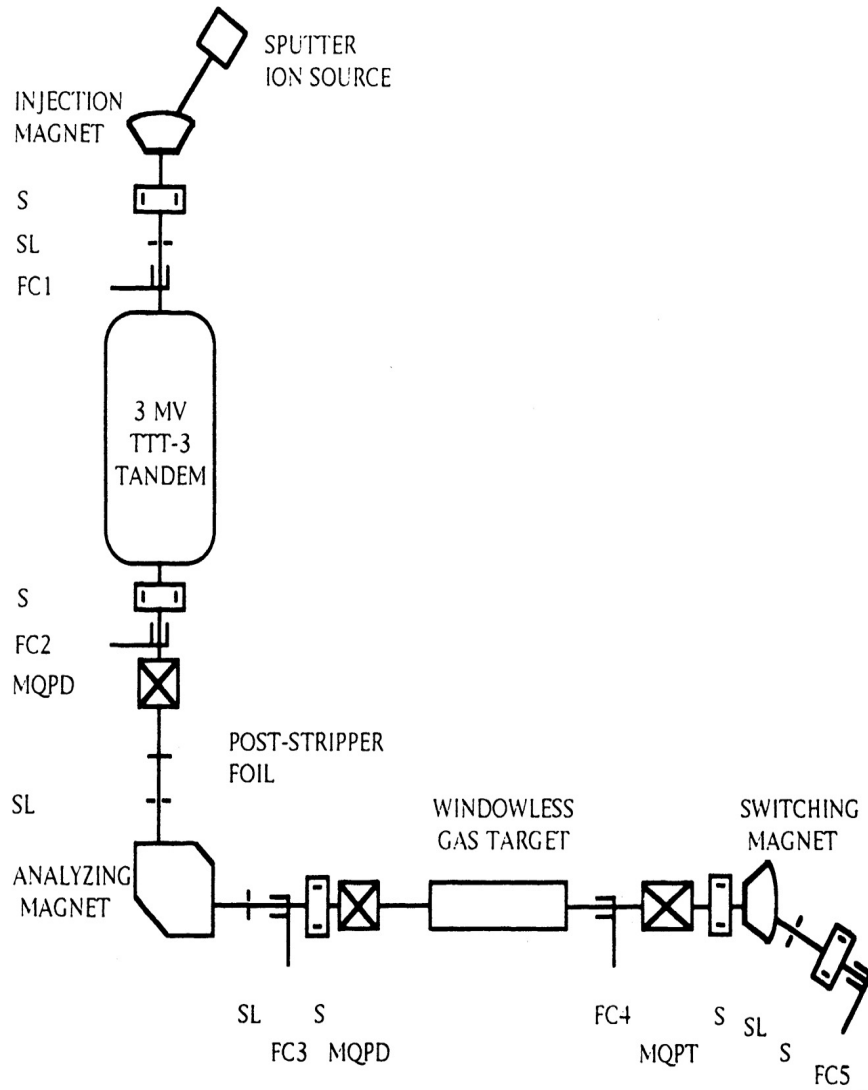 SPUTTER
ION SOURCE
INJECTION
MAGNET
S
SL
FC1
3 MV
TTT-3
TANDEM
S
FC2
MQPD
POST-STRIPPER
FOIL
SL
WINDOWLESS
GAS TARGET
SWITCHING
MAGNET
ANALYZING
MAGNET
SL
S
FC3
MQPD
FC4
MQPT
S
SL
S
FC5